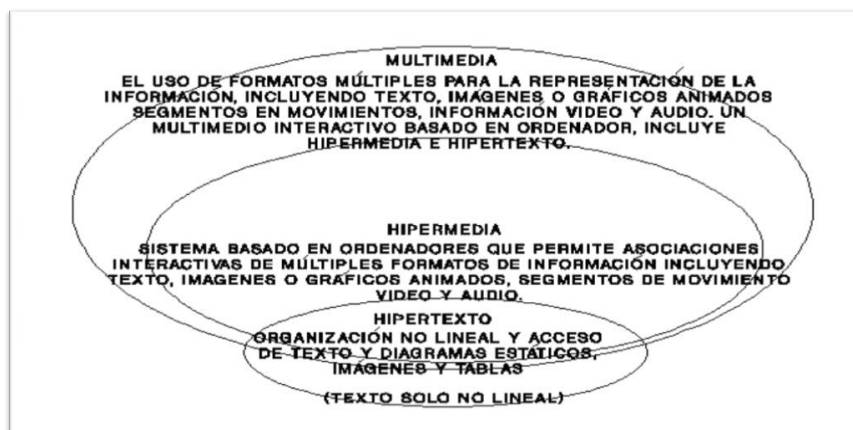 MULTIMEDIA
EL USO DE FORMATOS MÚLTIPLES PARA LA REPRESENTACIÓN DE LA
INFORMACIÓN, INCLUYENDO TEXTO, IMÁGENES O GRÁFICOS ANIMADOS
SEGMENTOS EN MOVIMIENTOS, INFORMACIÓN VIDEO Y AUDIO. UN
MULTIMEDIO INTERACTIVO BASADO EN ORDENADOR, INCLUYE
HIPERMEDIA E HIPERTEXTO.
HIPERMEDIA
SISTEMA BASADO EN ORDENADORES QUE PERMITE ASOCIACIONES
INTERACTIVAS DE MÚLTIPLES FORMATOS DE INFORMACIÓN INCLUYENDO
TEXTO, IMAGENES O GRÁFICOS ANIMADOS, SEGMENTOS DE MOVIMIENTO
VIDEO Y AUDIO.
HIPERTEXTO
ORGANIZACIÓN NO LINEAL Y ACCESO
DE TEXTO Y DIAGRAMAS ESTÁTICOS,
IMÁGENES Y TABLAS
(TEXTO SOLO NO LINEAL)